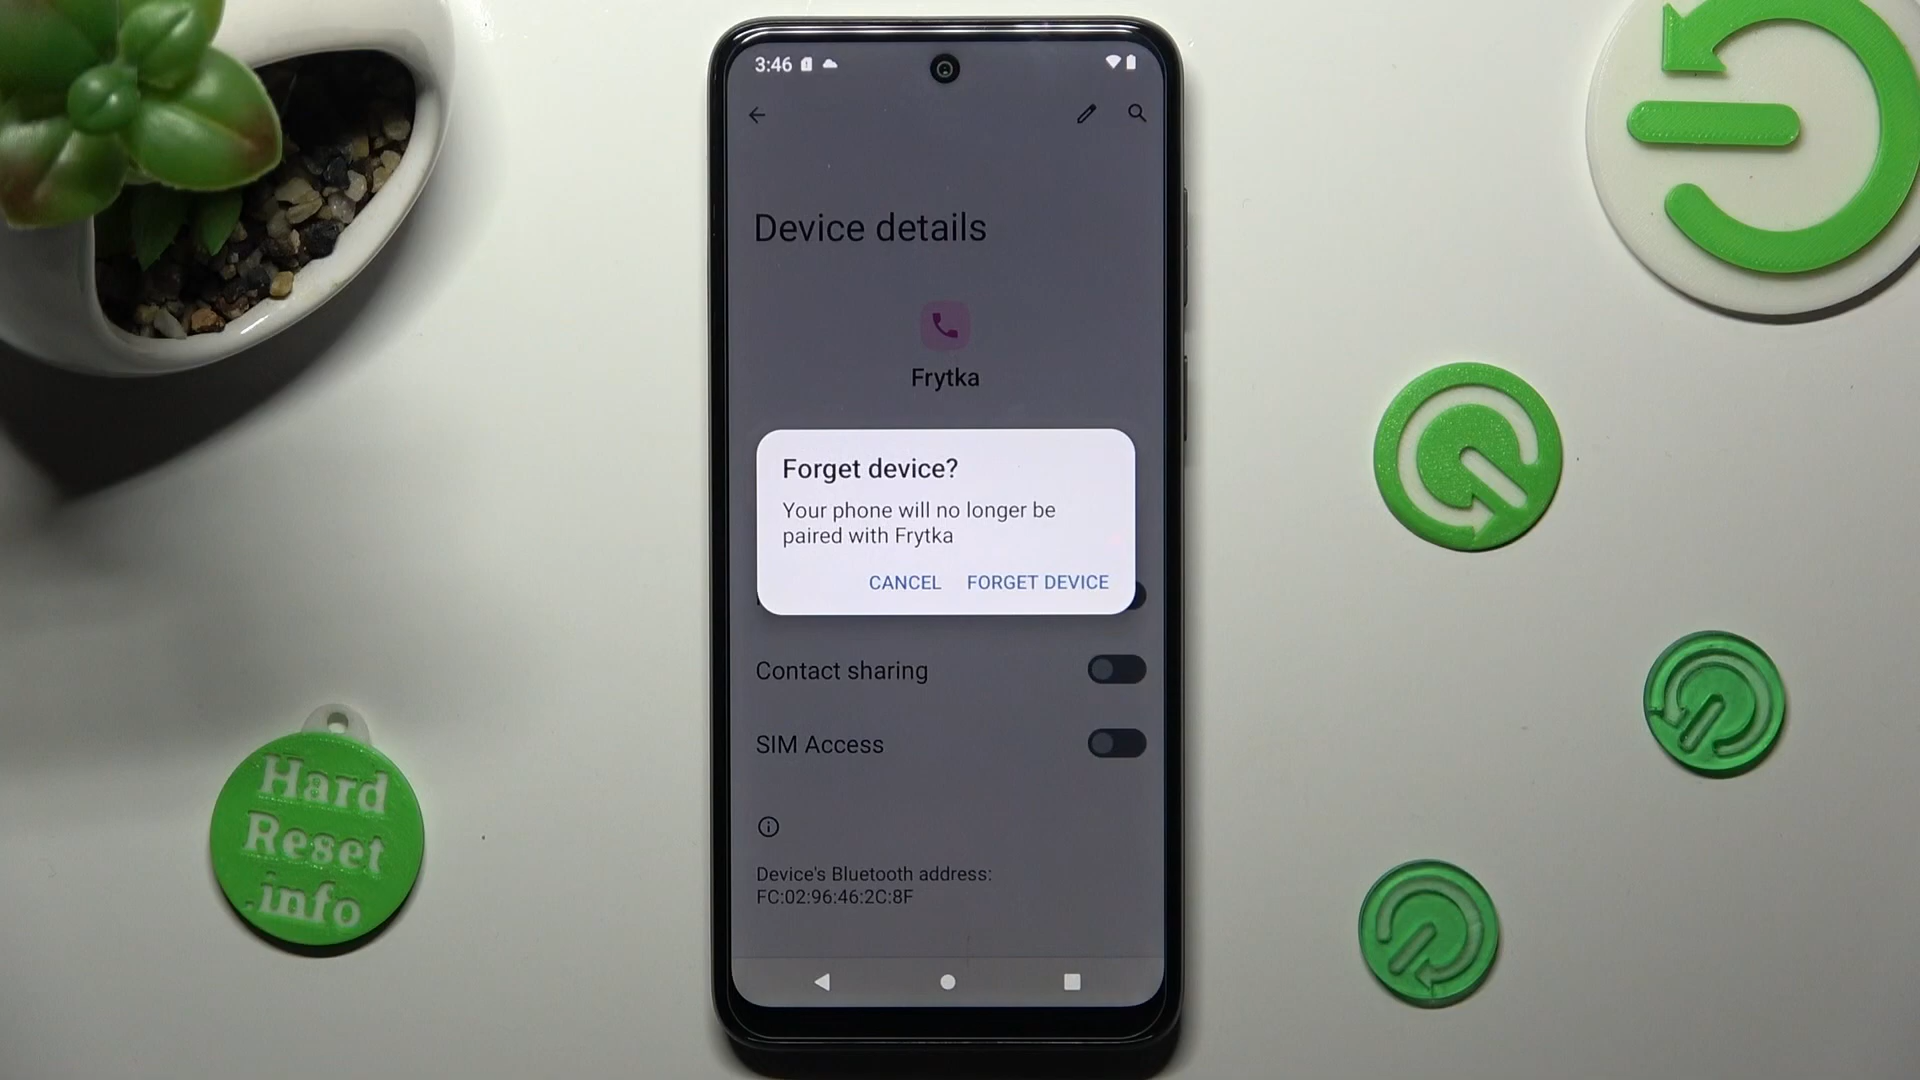 3:46
Device details
Frytka
Forget device?
Your phone will no longer be
paired with Frytka
CANCEL FORGET DEVICE
Contact sharing
SIM Access
Device's Bluetooth address:
FC:02:96:46:2C:8F
Hard
Reset
.info